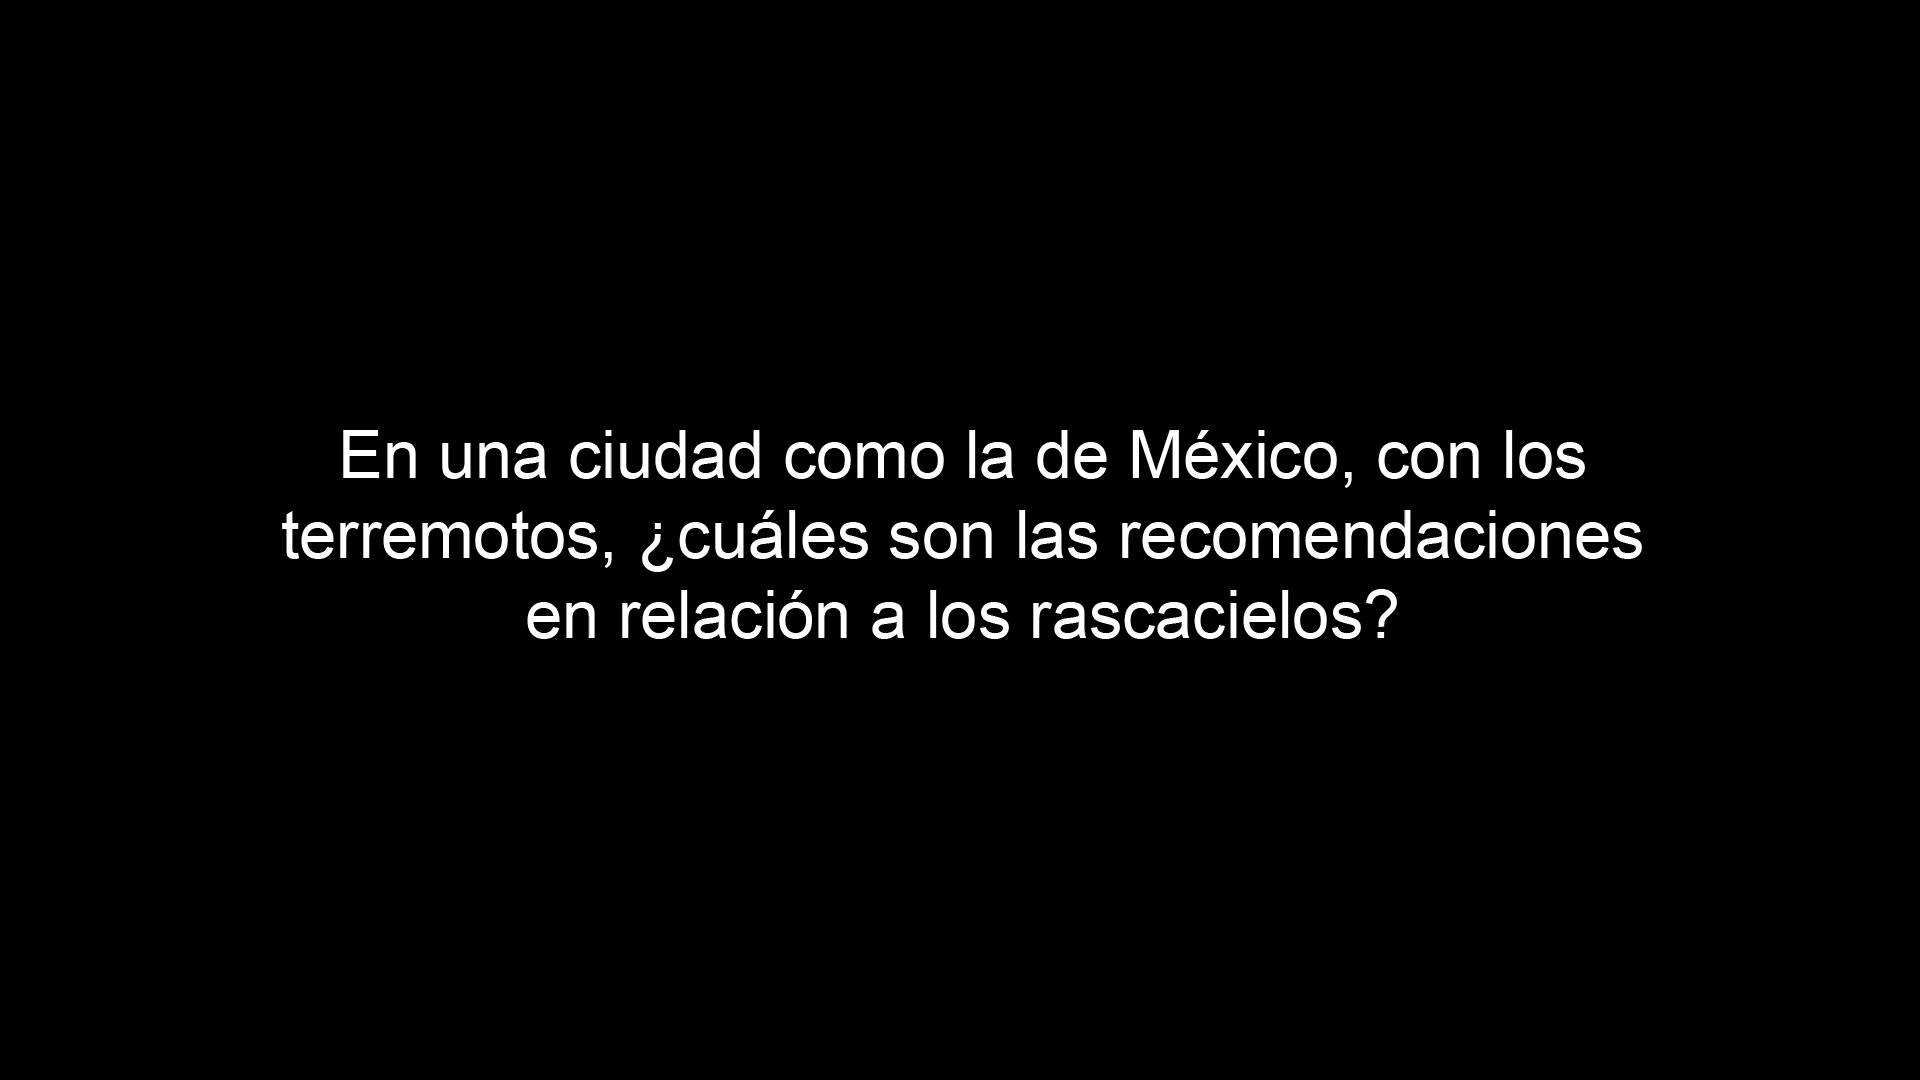 En una ciudad como la de México, con los
terremotos, ¿cuáles son las recomendaciones
en relación a los rascacielos?